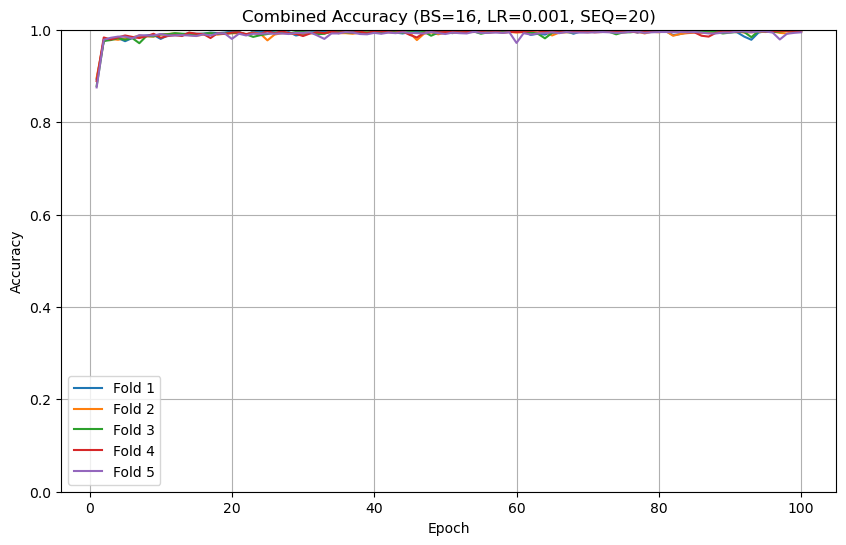 Combined Accuracy (BS=16, LR=0.001, SEQ=20)
1.0
0.8
0.6
0.4
0.2
0.0
Accuracy
Fold 1
Fold 2
Fold 3
Fold 4
Fold 5
0 20 40 60 80 100
Epoch